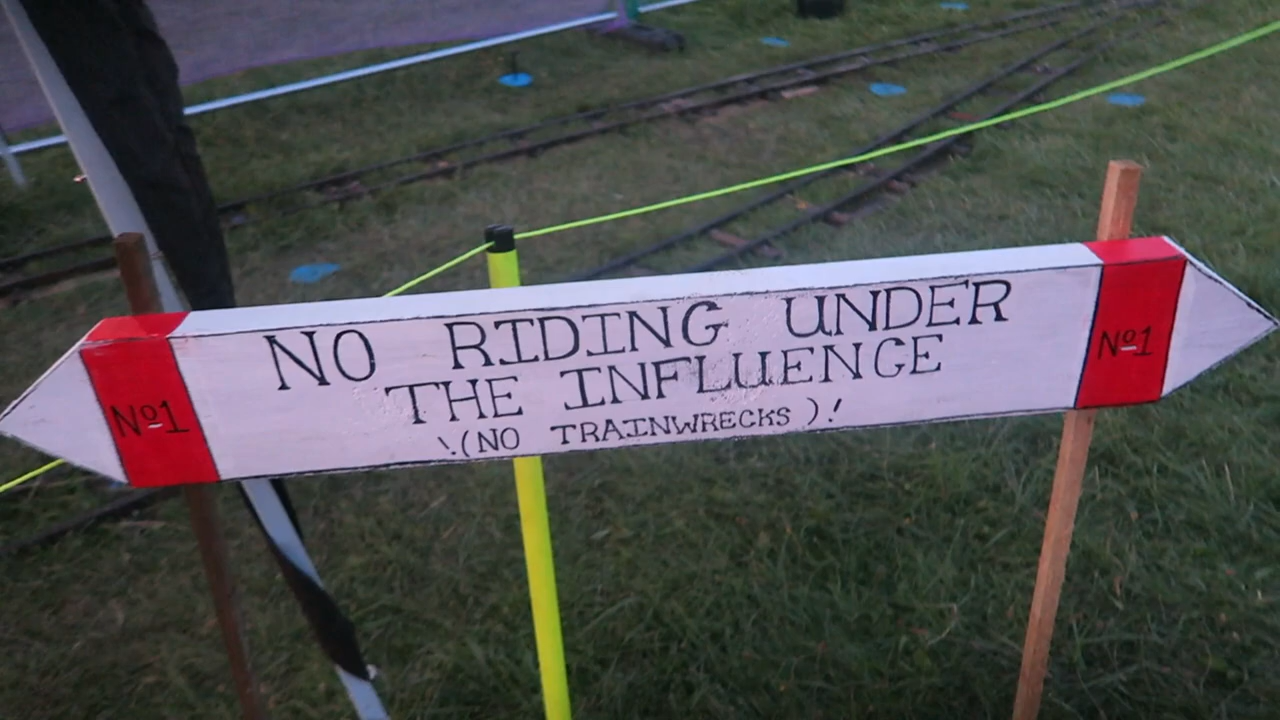 NO RIDING UNDER
THE INFLUENCE
\.(NO TRAINWRECKS)!
No1
No1